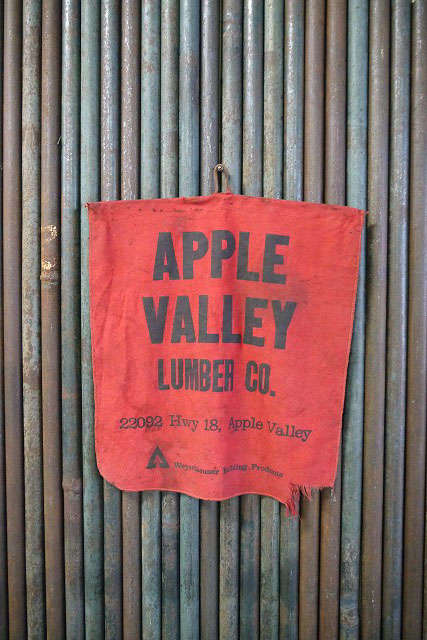 APPLE
VALLEY
LUMBER CO.
22092 Hwy 18, Apple Valley
Weyerhaeuser Building Products